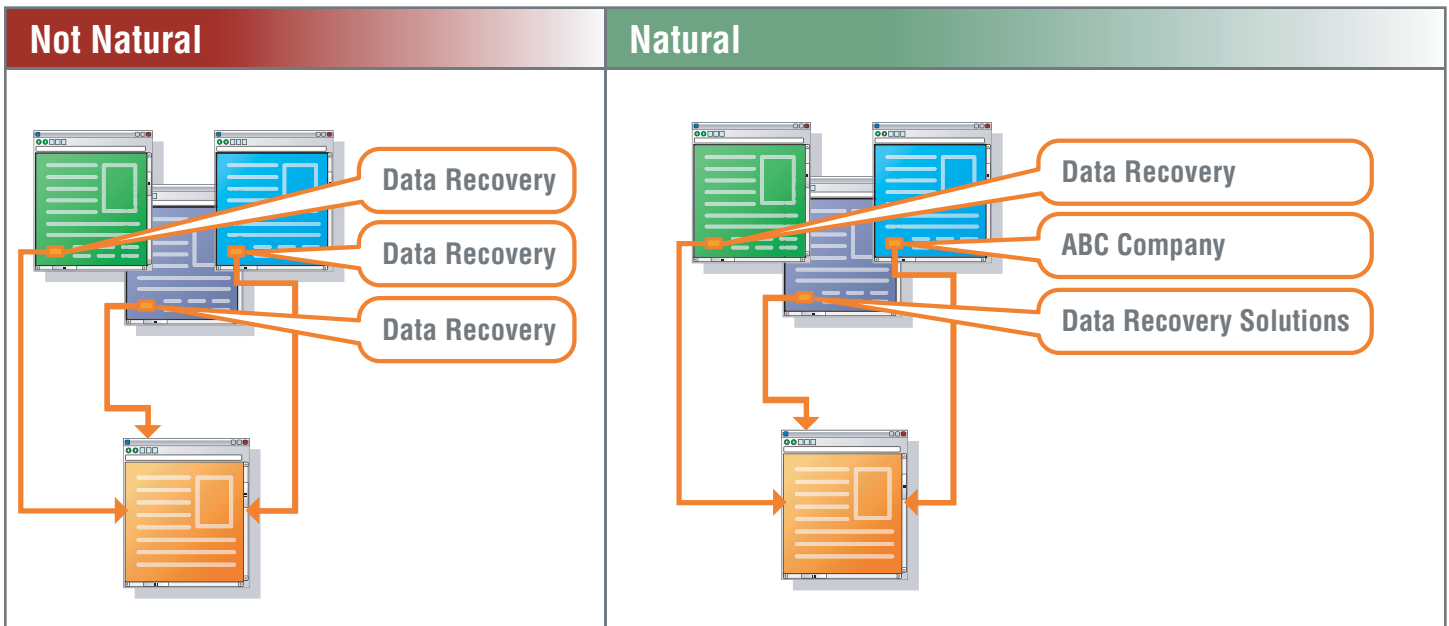 Not Natural
Data Recovery
Data Recovery
Data Recovery
Natural
Data Recovery
ABC Company
Data Recovery Solutions